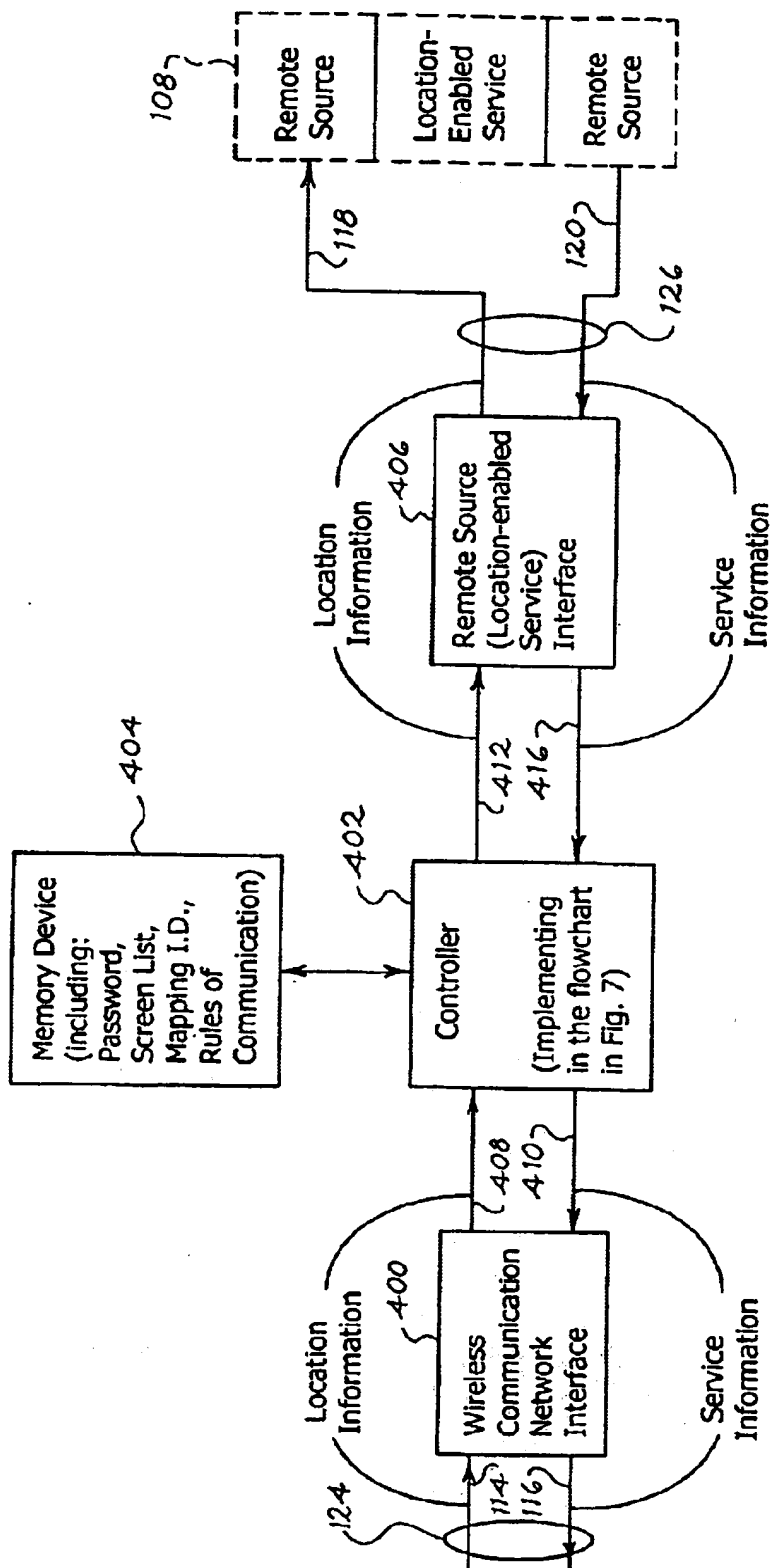 108
Remote
Source
Location-
Enabled
Service
Remote
Source
118
120
126
Location
Information
406
Remote Source
(Location-enabled
Service)
Interface
Service
Information
412
416
404
Memory Device
(including:
Password,
Screen List,
Mapping I.D.,
Rules of
Communication)
402
Controller
(Implementing
in the flowchart
in Fig. 7)
408
410
Location
Information
400
Wireless
Communication
Network
Interface
Service
Information
124
114
116